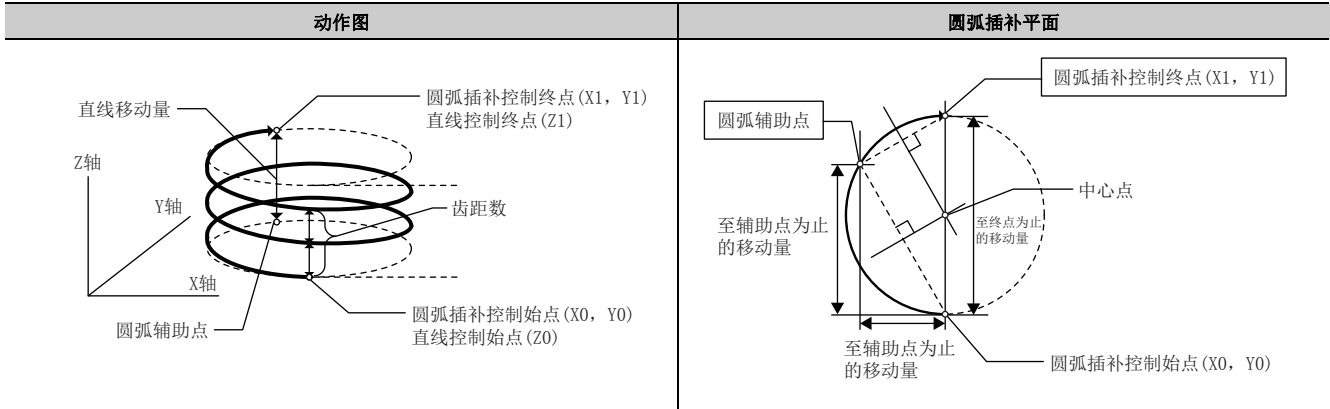 动作图
圆弧插补平面
直线移动量
圆弧插补控制终点(X1, Y1)
直线控制终点(Z1)
Z轴
Y轴
X轴
齿距数
圆弧辅助点
圆弧插补控制始点(X0, Y0)
直线控制始点(Z0)
圆弧插补控制终点(X1, Y1)
圆弧辅助点
中心点
至辅助点为止
的移动量
至终点为止
的移动量
至辅助点为止
的移动量
圆弧插补控制始点(X0, Y0)